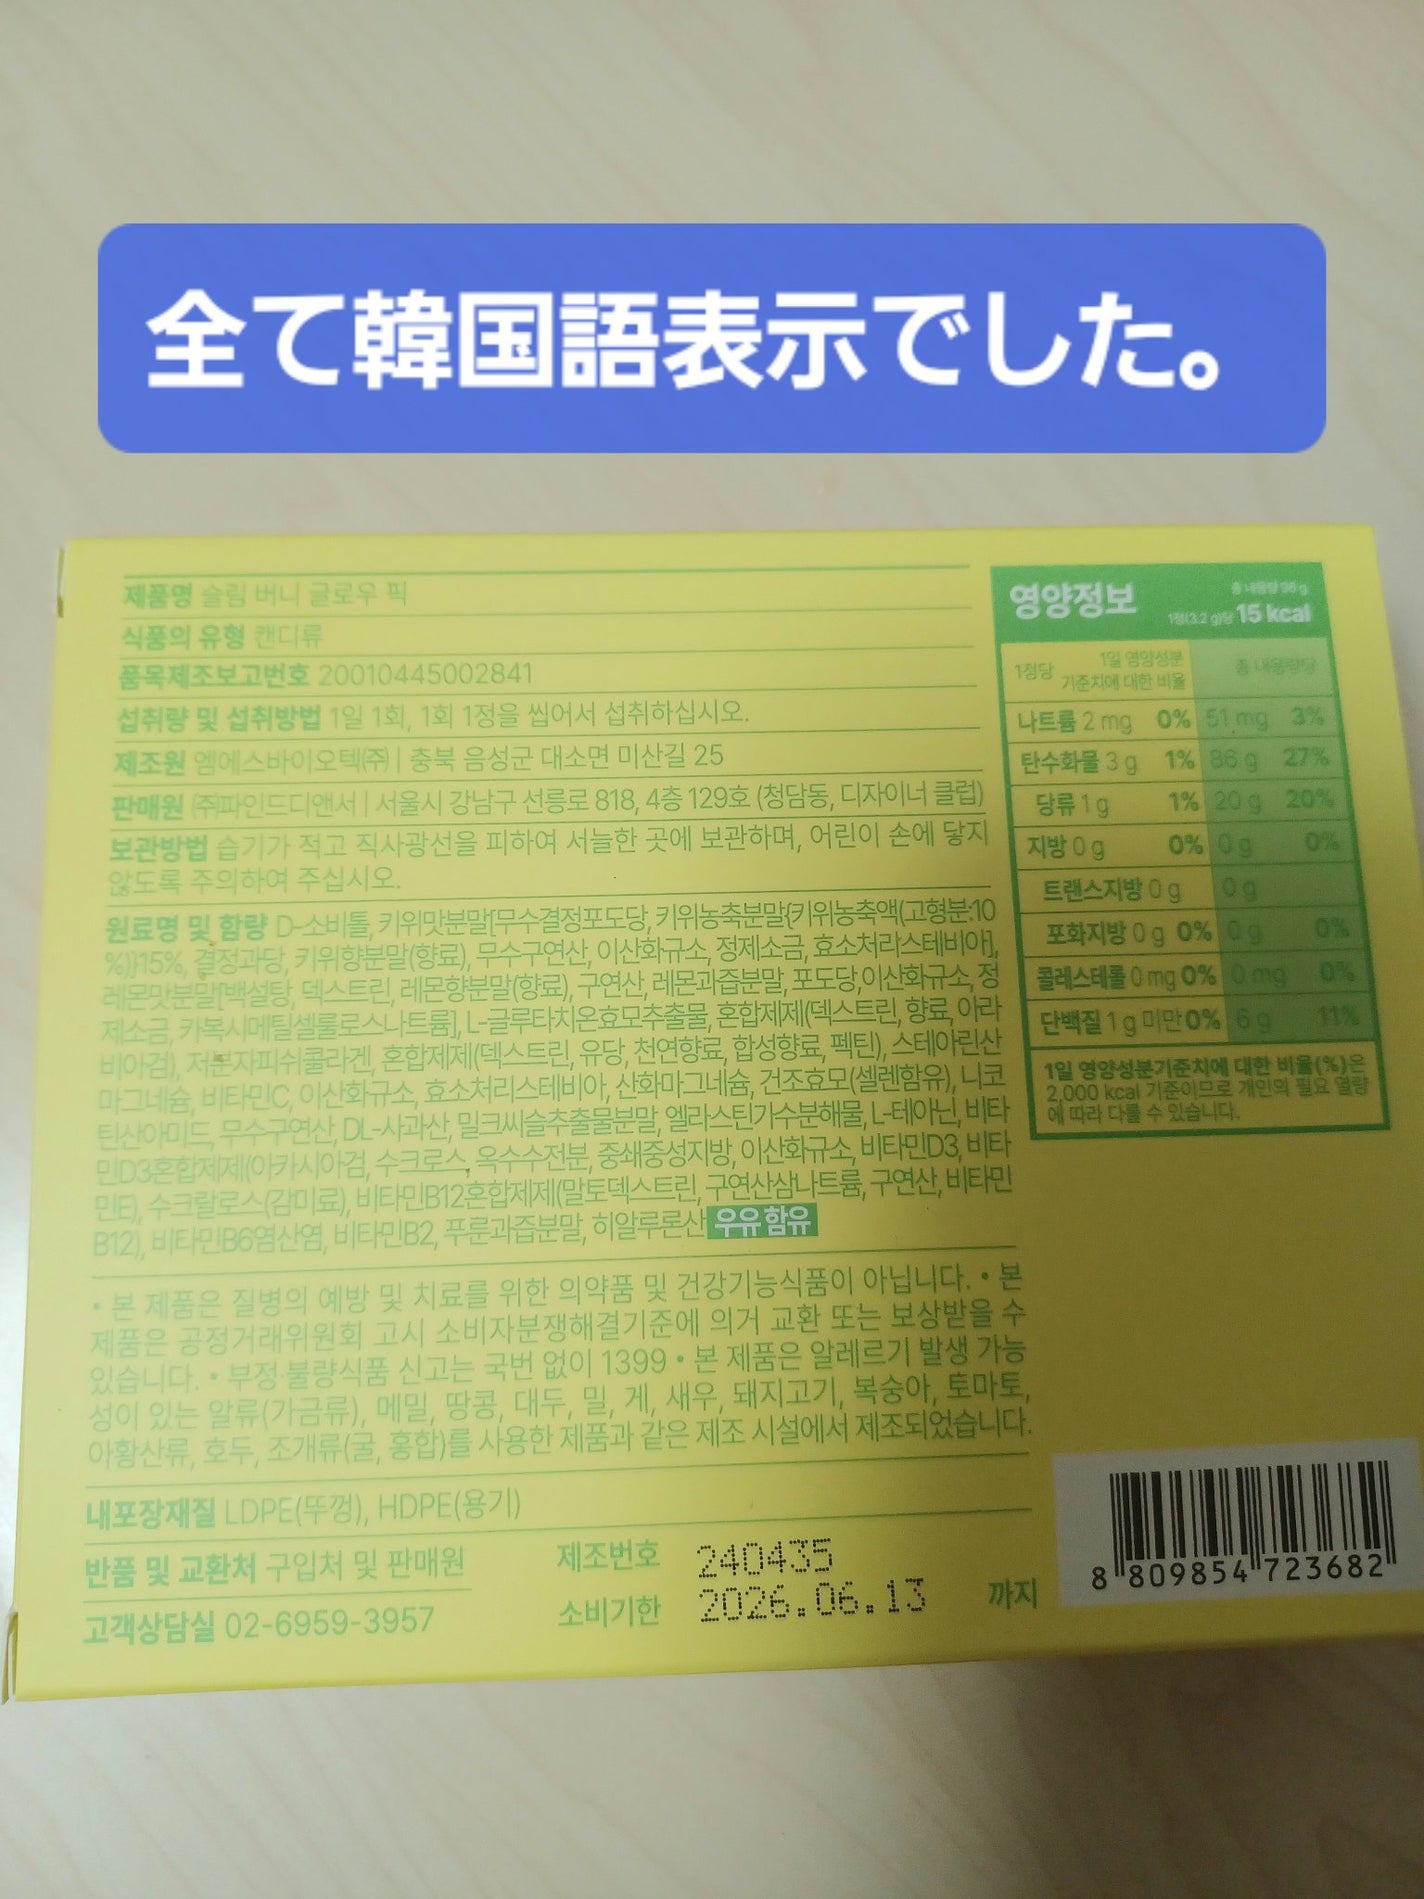 全て韓国語表示でした。
제품명 슬림 버니 글로우 픽
식품의 유형 캔디류
품목제조보고번호 20010445002841
섭취량 및 섭취방법 1일 1회, 1회 1정을 씹어서 섭취하십시오.
제조원 엠에스바이오텍㈜ | 충북 음성군 대소면 미산길 25
판매원 ㈜파인드디앤서 | 서울시 강남구 선릉로 818, 4층 129호 (청담동, 디자이너 클럽)
보관방법 습기가 적고 직사광선을 피하여 서늘한 곳에 보관하며, 어린이 손에 닿지
않도록 주의하여 주십시오.
원료명 및 함량 D-소비톨, 키위맛분말[무수결정포도당, 키위농축분말{키위농축액(고형분:10
%)}15%, 결정과당, 키위향분말(향료), 무수구연산, 이산화규소, 정제소금, 효소처리스테비아],
레몬맛분말[백설탕, 덱스트린, 레몬향분말(향료), 구연산, 레몬과즙분말, 포도당, 이산화규소, 정
제소금, 카복시메틸셀룰로스나트륨], L-글루타치온효모추출물, 혼합제제(덱스트린, 향료, 아라
비아검), 저분자피쉬콜라겐, 혼합제제(덱스트린, 유당, 천연향료, 합성향료, 펙틴), 스테아린산
마그네슘, 비타민C, 이산화규소, 효소처리스테비아, 산화마그네슘, 건조효모(셀렌함유), 니코
틴산아미드, 무수구연산, DL-사과산, 밀크씨슬추출물분말, 엘라스틴가수분해물, L-테아닌, 비타
민D3혼합제제(아카시아검, 수크로스, 옥수수전분, 중쇄중성지방, 이산화규소, 비타민D3, 비타
민E), 수크랄로스(감미료), 비타민B12혼합제제(말토덱스트린, 구연산삼나트륨, 구연산, 비타민
B12), 비타민B6염산염, 비타민B2, 푸룬과즙분말, 히알루론산 우유 함유
• 본 제품은 질병의 예방 및 치료를 위한 의약품 및 건강기능식품이 아닙니다. • 본
제품은 공정거래위원회 고시 소비자분쟁해결기준에 의거 교환 또는 보상받을 수
있습니다. • 부정·불량식품 신고는 국번 없이 1399 • 본 제품은 알레르기 발생 가능
성이 있는 알류(가금류), 메밀, 땅콩, 대두, 밀, 게, 새우, 돼지고기, 복숭아, 토마토,
아황산류, 호두, 조개류(굴, 홍합)를 사용한 제품과 같은 제조 시설에서 제조되었습니다.
내포장재질 LDPE(뚜껑), HDPE(용기)
반품 및 교환처 구입처 및 판매원
고객상담실 02-6959-3957
제조번호 240435
소비기한 2026.06.13 까지
영양정보
총 내용량 96 g
1정(3.2 g)당 15 kcal
1정당 1일 영양성분 기준치에 대한 비율 총 내용량당
나트륨 2 mg 0% 51 mg 3%
탄수화물 3 g 1% 86 g 27%
당류 1 g 1% 20 g 20%
지방 0 g 0% 0 g 0%
트랜스지방 0 g 0 g
포화지방 0 g 0% 0 g 0%
콜레스테롤 0 mg 0% 0 mg 0%
단백질 1 g 미만 0% 6 g 11%
1일 영양성분기준치에 대한 비율(%)은
2,000 kcal 기준이므로 개인의 필요 열량
에 따라 다를 수 있습니다.
8 809854 723682